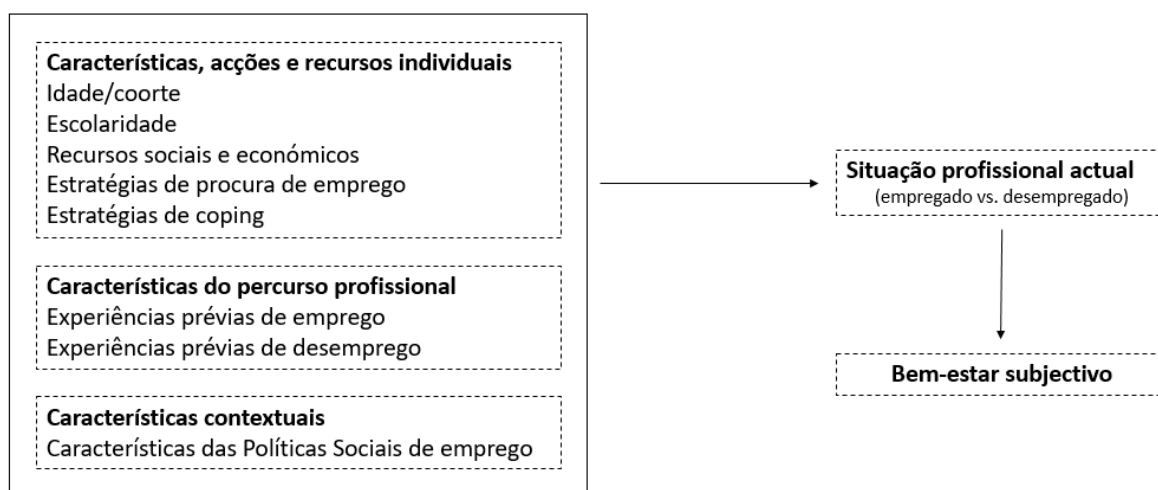 Características, acções e recursos individuais
Idade/coorte
Escolaridade
Recursos sociais e económicos
Estratégias de procura de emprego
Estratégias de coping
Características do percurso profissional
Experiências prévias de emprego
Experiências prévias de desemprego
Características contextuais
Características das Políticas Sociais de emprego
Situação profissional actual
(empregado vs. desempregado)
Bem-estar subjectivo